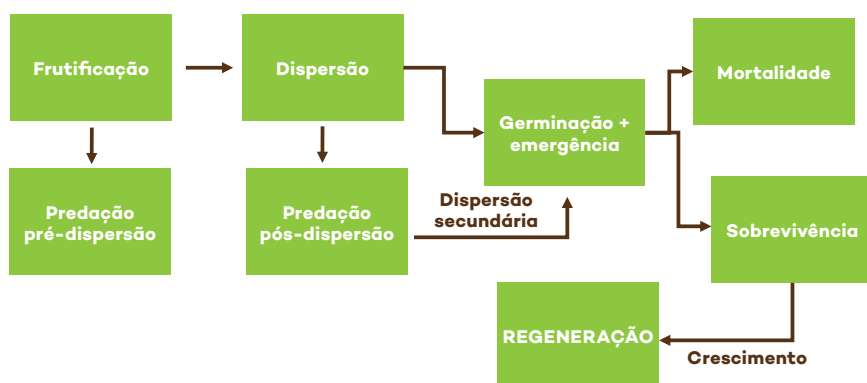 Frutificação
Dispersão
Mortalidade
Germinação +
emergência
Predação
pré-dispersão
Predação
pós-dispersão
Dispersão
secundária
Sobrevivência
REGENERAÇÃO
Crescimento